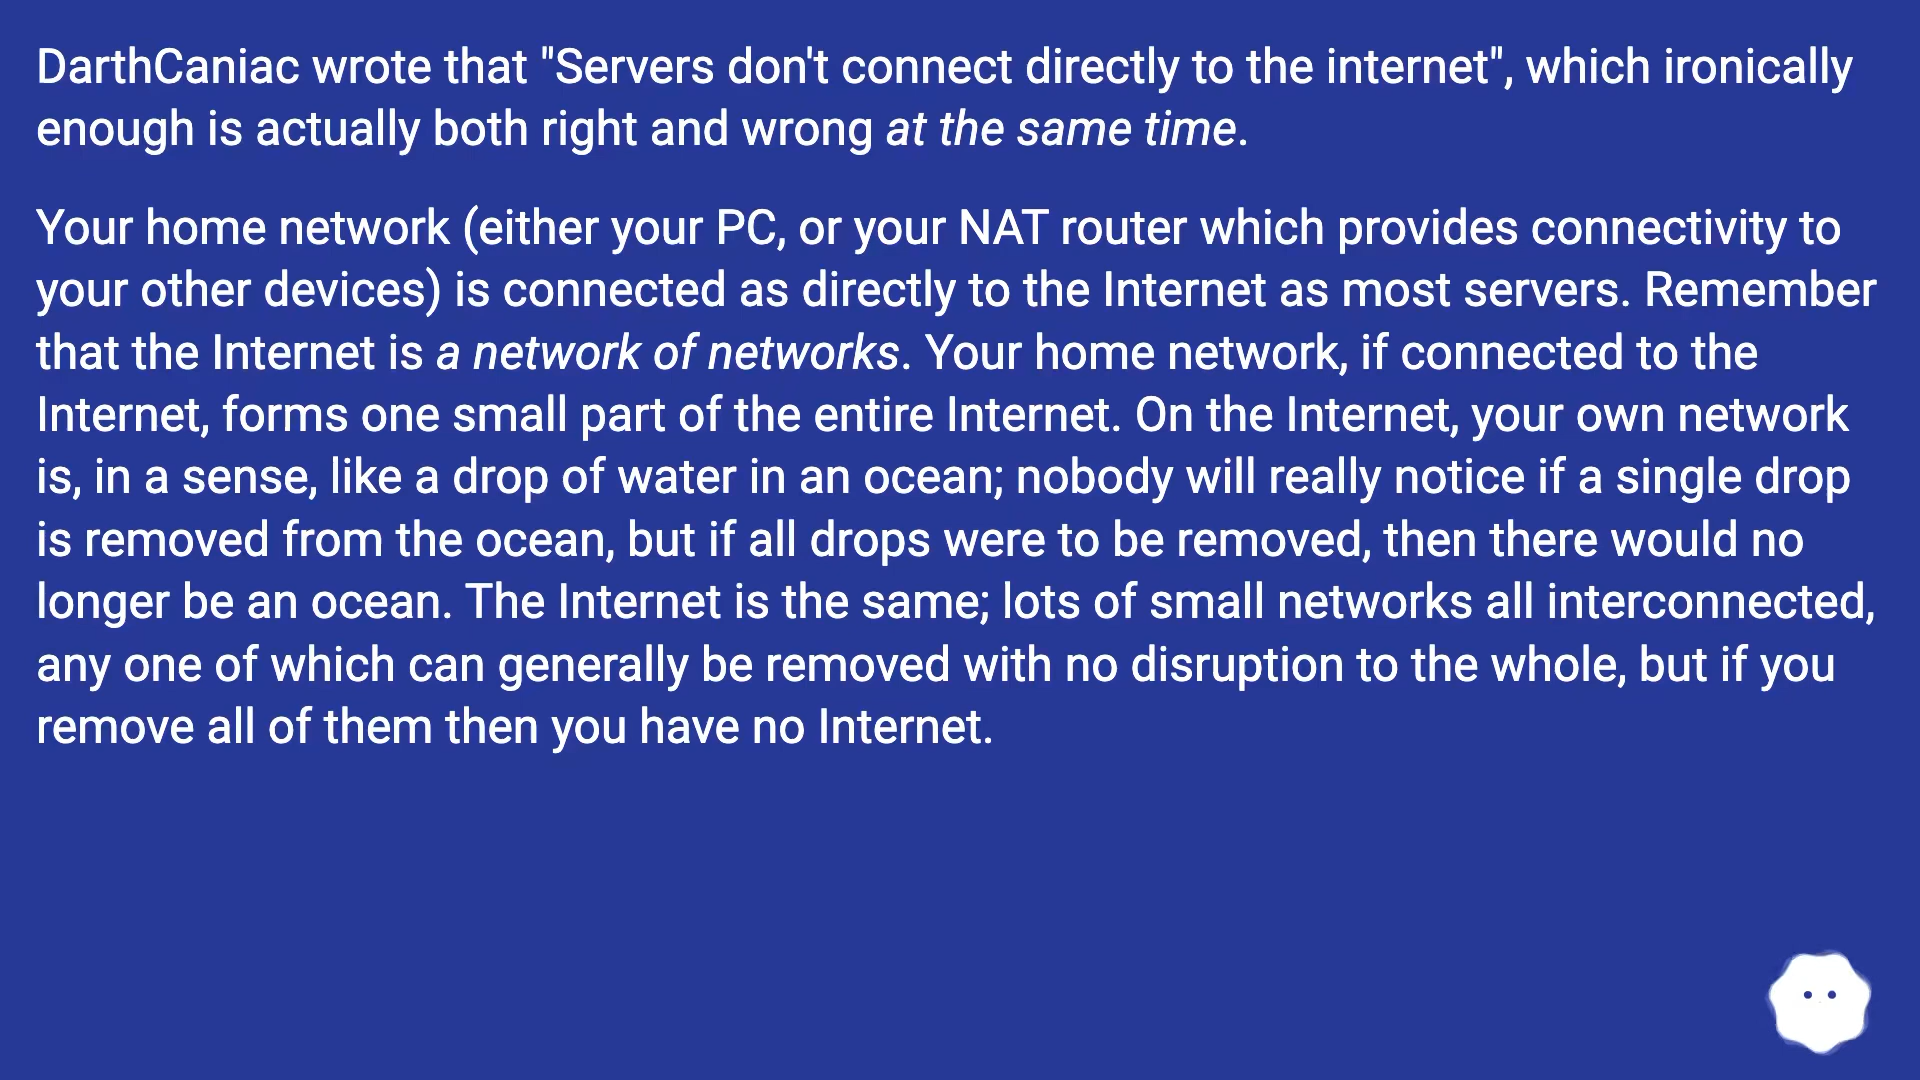 DarthCaniac wrote that "Servers don't connect directly to the internet", which ironically
enough is actually both right and wrong at the same time.
Your home network (either your PC, or your NAT router which provides connectivity to
your other devices) is connected as directly to the Internet as most servers. Remember
that the Internet is a network of networks. Your home network, if connected to the
Internet, forms one small part of the entire Internet. On the Internet, your own network
is, in a sense, like a drop of water in an ocean; nobody will really notice if a single drop
is removed from the ocean, but if all drops were to be removed, then there would no
longer be an ocean. The Internet is the same; lots of small networks all interconnected,
any one of which can generally be removed with no disruption to the whole, but if you
remove all of them then you have no Internet.